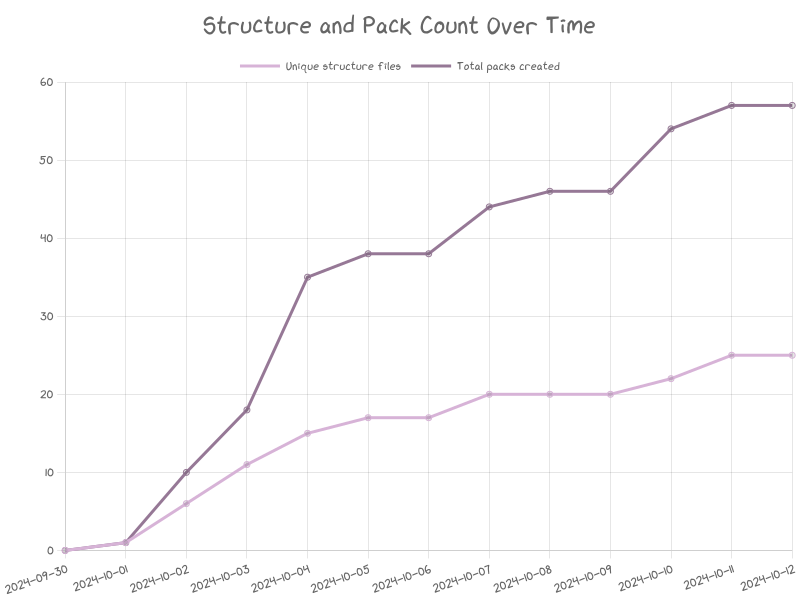 Structure and Pack Count Over Time
Unique structure files Total packs created
60
50
40
30
20
10
0
2024-09-30 2024-10-01 2024-10-02 2024-10-03 2024-10-04 2024-10-05 2024-10-06 2024-10-07 2024-10-08 2024-10-09 2024-10-10 2024-10-11 2024-10-12